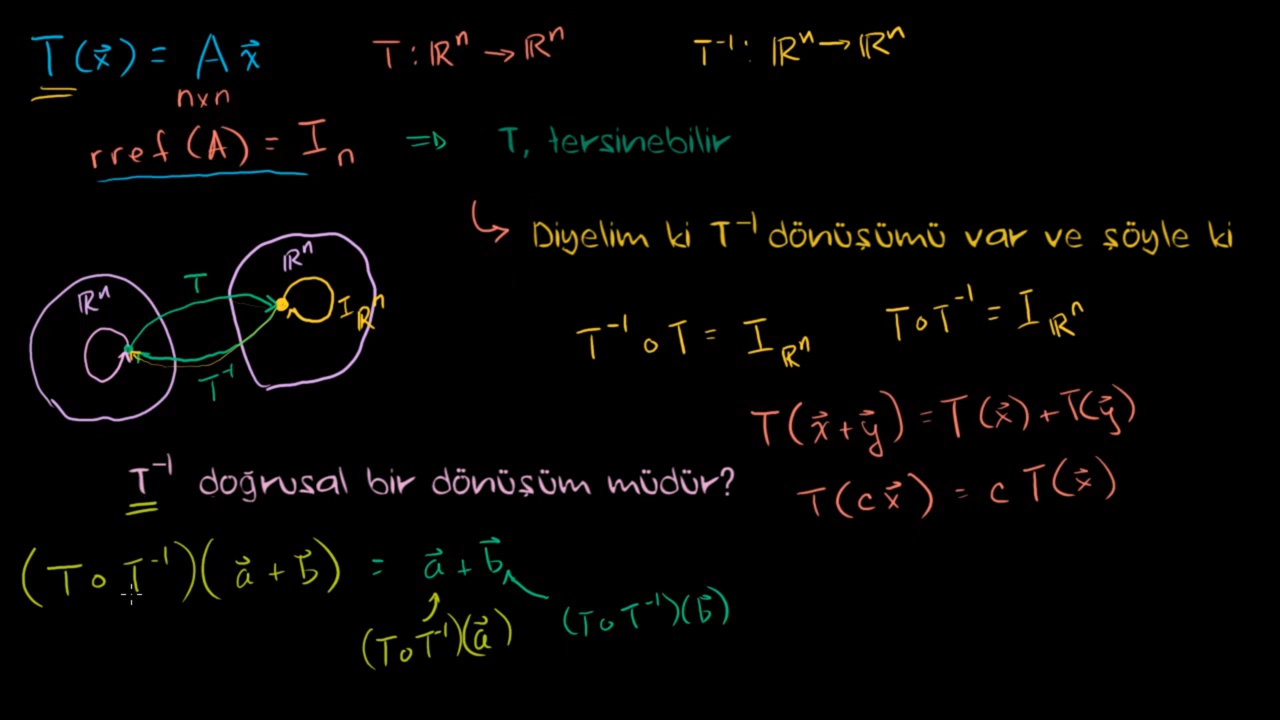 T(x⃗) = A x⃗ T : ℝⁿ → ℝⁿ T⁻¹ : ℝⁿ → ℝⁿ
n×n
rref (A) = Iₙ ⇒ T, tersinebilir
↳ Diyelim ki T⁻¹ dönüşümü var ve şöyle ki
ℝⁿ T ℝⁿ I_ℝⁿ
T⁻¹
T⁻¹ ∘ T = I_ℝⁿ T ∘ T⁻¹ = I_ℝⁿ
T(x⃗ + y⃗) = T(x⃗) + T(y⃗)
T⁻¹ doğrusal bir dönüşüm müdür?
T(c x⃗) = c T(x⃗)
(T ∘ T⁻¹)(a⃗ + b⃗) = a⃗ + b⃗
(T ∘ T⁻¹)(a⃗) (T ∘ T⁻¹)(b⃗)